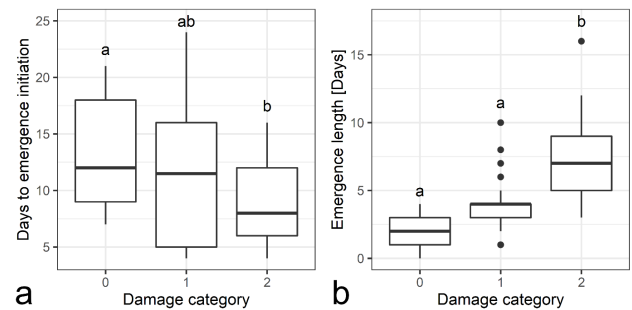 Days to emergence initiation
25
20
15
10
5
a
ab
b
0 1 2
Damage category
a
Emergence length [Days]
15
10
5
0
a
a
b
0 1 2
Damage category
b